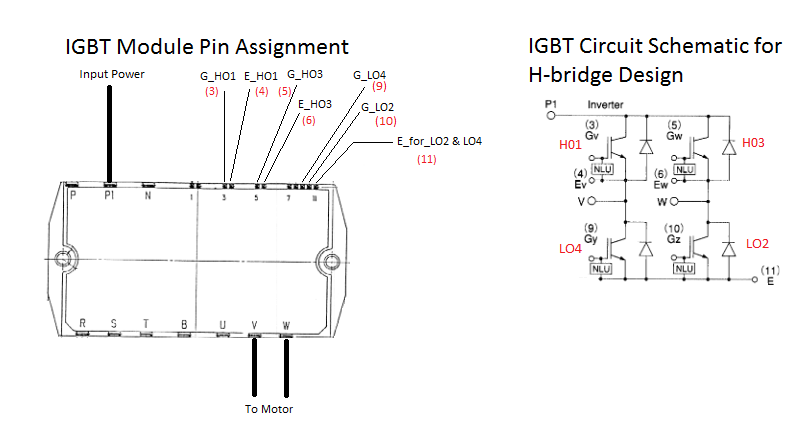 IGBT Module Pin Assignment
Input Power
G_HO1 E_HO1 G_HO3 G_LO4
(3) (4) (5) (9)
E_HO3 G_LO2
(6) (10)
E_for_LO2 & LO4
(11)
P P1 N 1 3 5 7 11
R S T B U V W
To Motor
IGBT Circuit Schematic for
H-bridge Design
P1 Inverter
(3) (5)
Gv Gw
H01 H03
NLU NLU
(4) (6)
Ev Ew
V W
(9) (10)
Gy Gz
LO4 LO2
NLU NLU
(11)
E